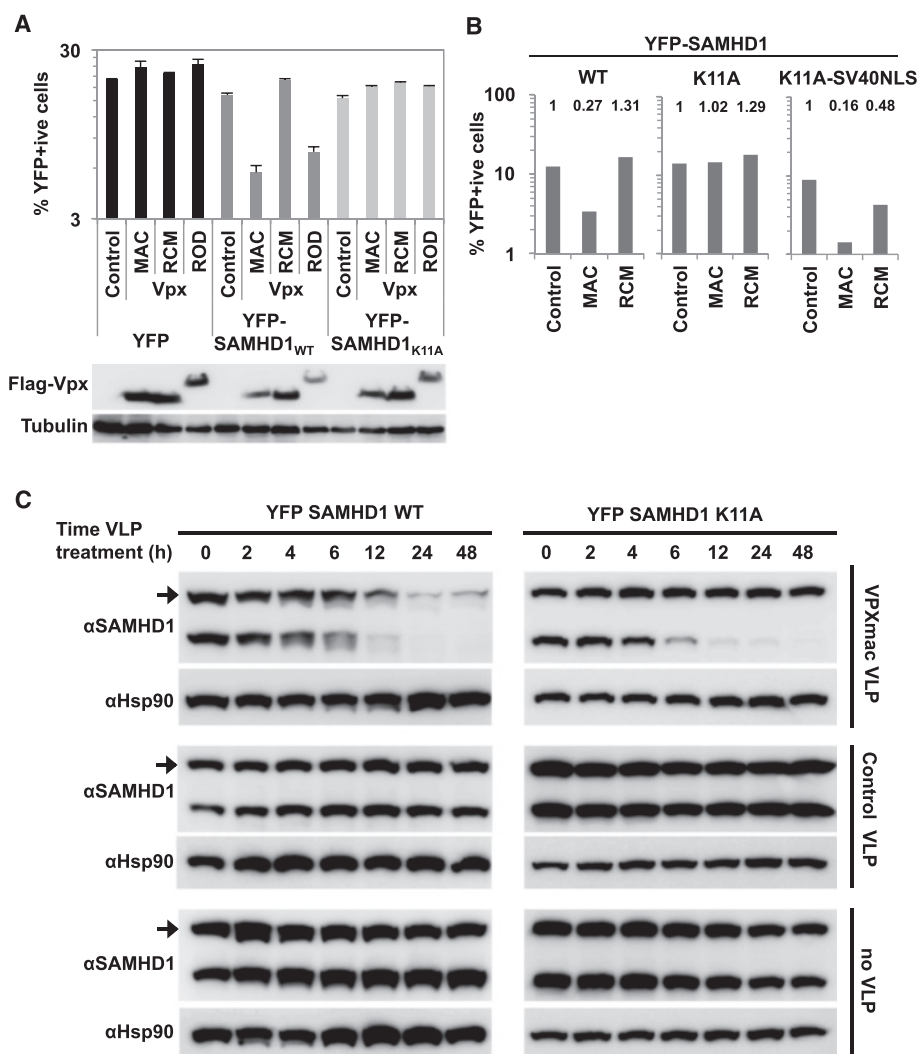 A
30
3
% YFP+ive cells
Control
MAC
RCM
ROD
Control
MAC
RCM
ROD
Control
MAC
RCM
ROD
Vpx
Vpx
Vpx
YFP
YFP-
SAMHD1WT
YFP-
SAMHD1K11A
Flag-Vpx
Tubulin
B
YFP-SAMHD1
WT
K11A
K11A-SV40NLS
100
10
1
% YFP+ive cells
1 0.27 1.31
1 1.02 1.29
1 0.16 0.48
Control
MAC
RCM
Control
MAC
RCM
Control
MAC
RCM
C
YFP SAMHD1 WT
YFP SAMHD1 K11A
Time VLP
treatment (h)
0 2 4 6 12 24 48
0 2 4 6 12 24 48
αSAMHD1
αHsp90
VPXmac VLP
αSAMHD1
αHsp90
Control VLP
αSAMHD1
αHsp90
no VLP